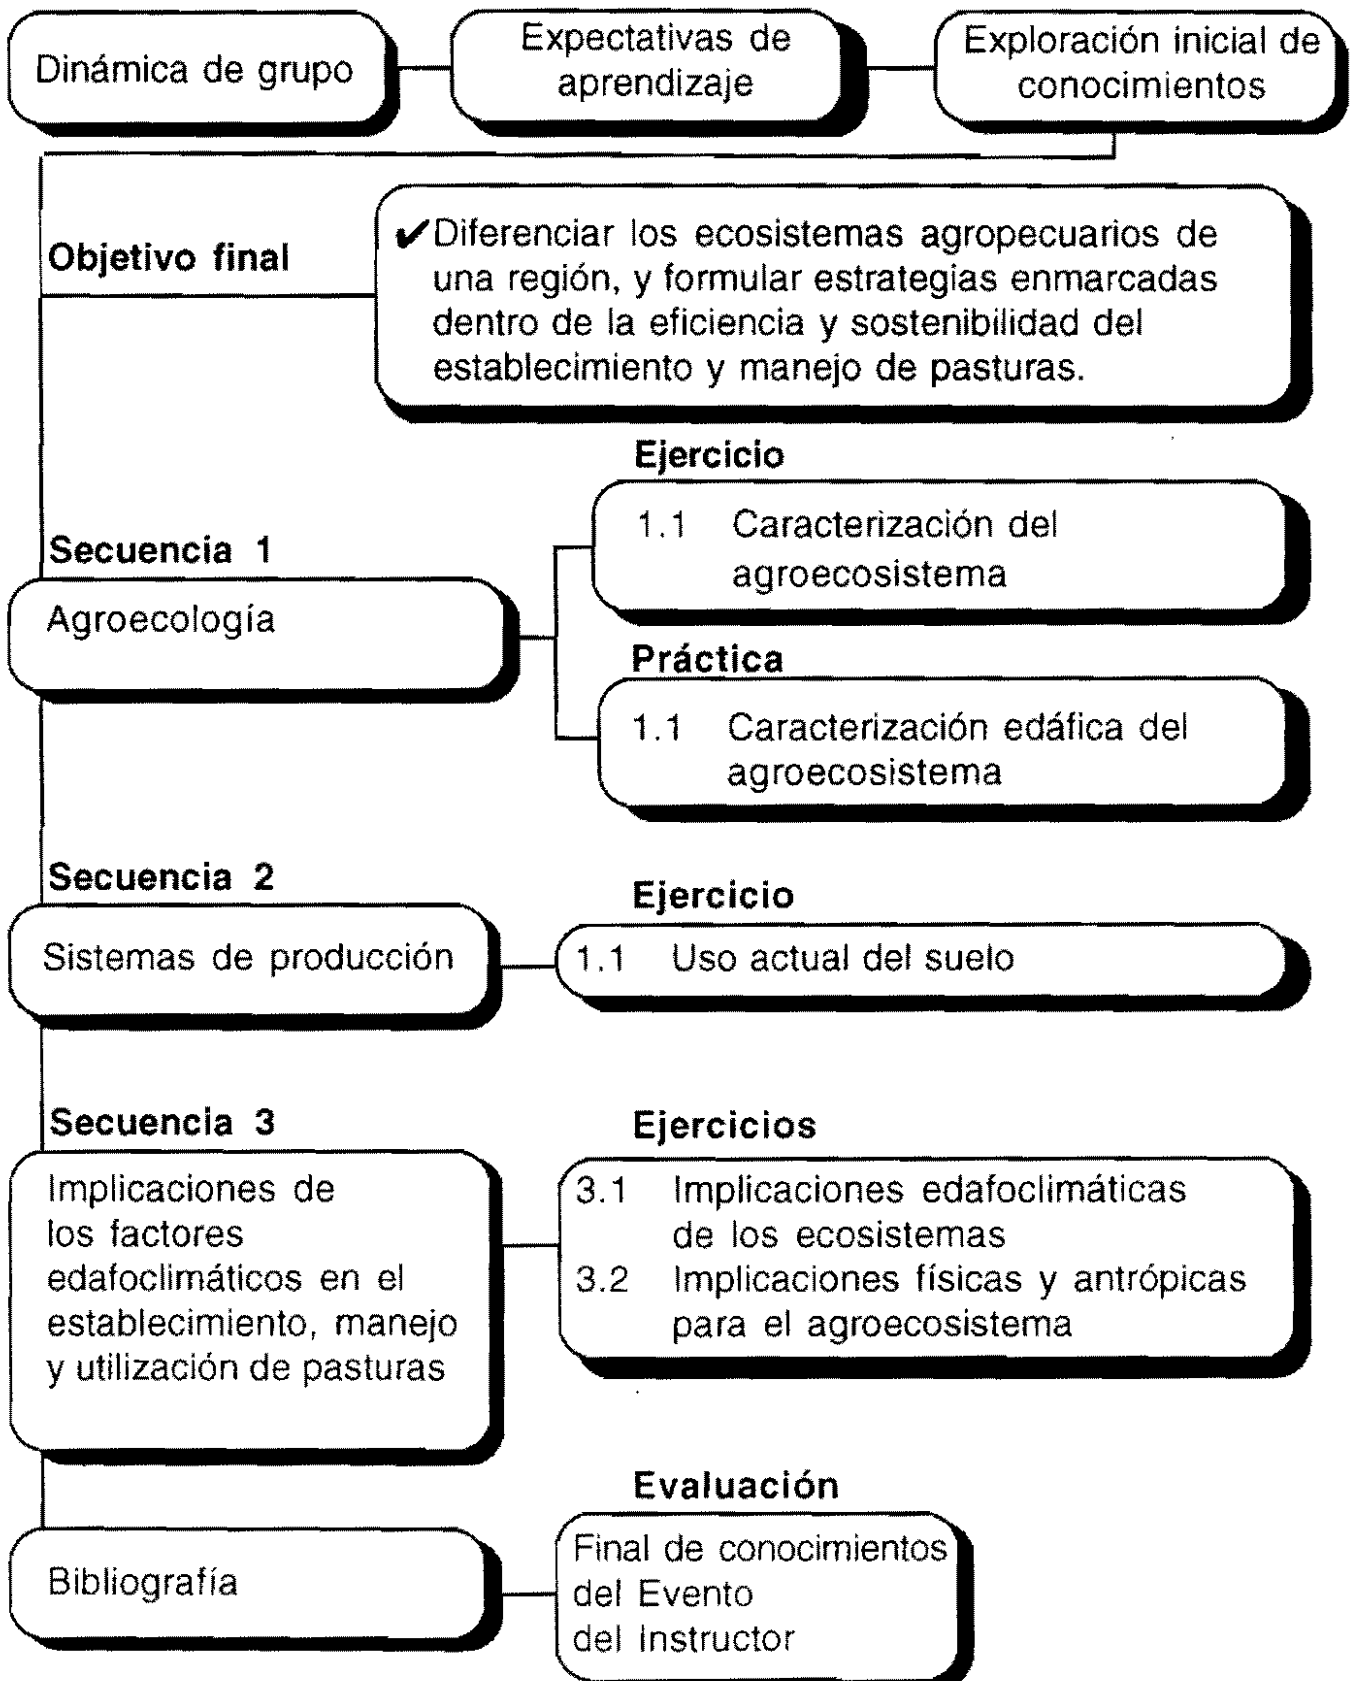 Dinámica de grupo
Expectativas de
aprendizaje
Exploración inicial de
conocimientos
Objetivo final
✔Diferenciar los ecosistemas agropecuarios de
una región, y formular estrategias enmarcadas
dentro de la eficiencia y sostenibilidad del
establecimiento y manejo de pasturas.
Secuencia 1
Agroecología
Ejercicio
1.1 Caracterización del
agroecosistema
Práctica
1.1 Caracterización edáfica del
agroecosistema
Secuencia 2
Sistemas de producción
Ejercicio
1.1 Uso actual del suelo
Secuencia 3
Implicaciones de
los factores
edafoclimáticos en el
establecimiento, manejo
y utilización de pasturas
Ejercicios
3.1 Implicaciones edafoclimáticas
de los ecosistemas
3.2 Implicaciones físicas y antrópicas
para el agroecosistema
Bibliografía
Evaluación
Final de conocimientos
del Evento
del Instructor